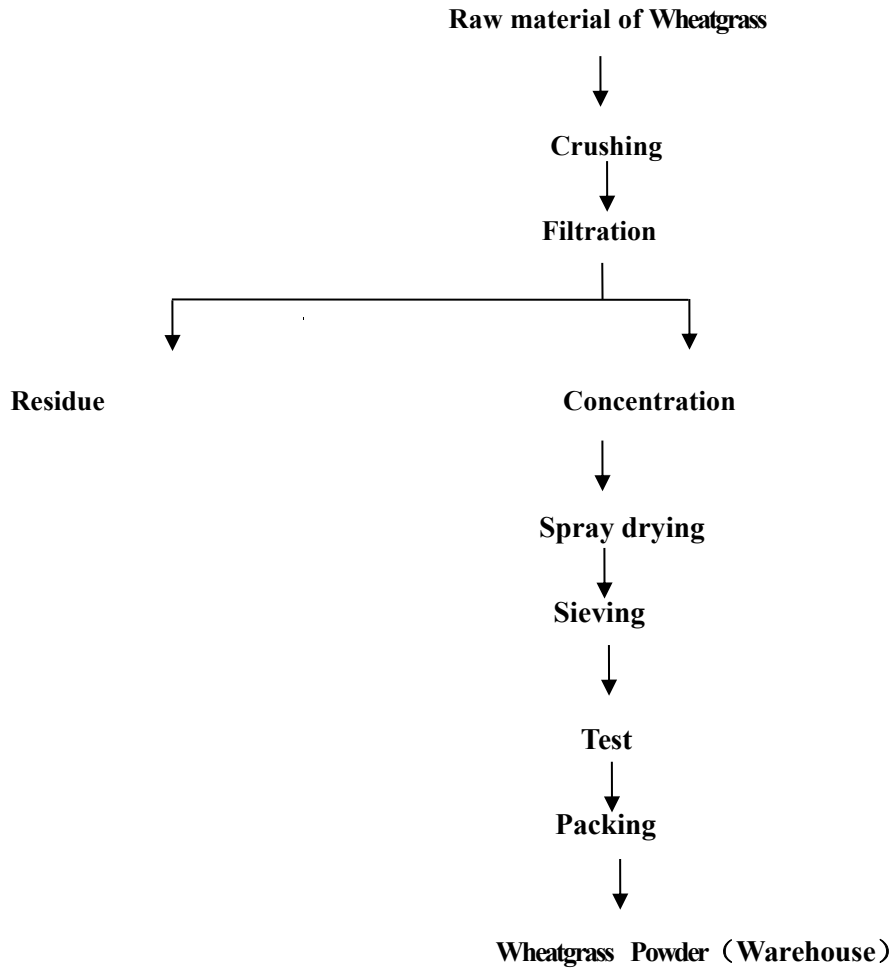 Raw material of Wheatgrass
Crushing
Filtration
Residue
Concentration
Spray drying
Sieving
Test
Packing
Wheatgrass Powder（Warehouse）